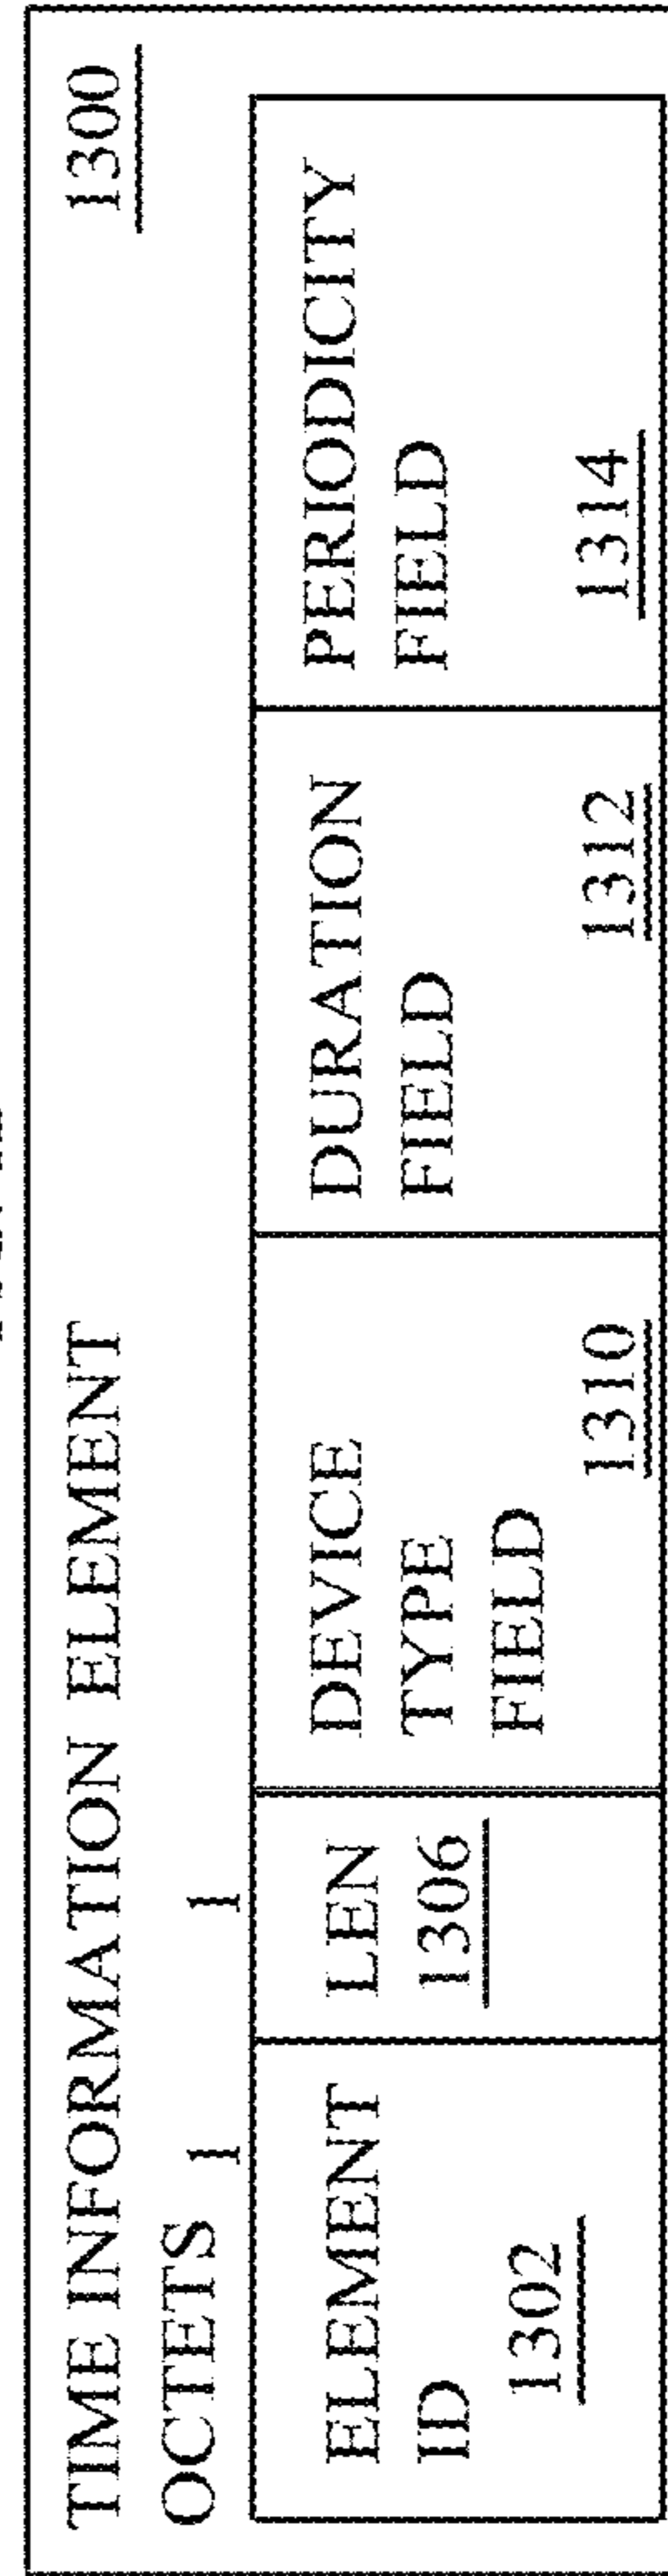 TIME INFORMATION ELEMENT 1300
OCTETS 1 1
ELEMENT ID 1302
LEN 1306
DEVICE TYPE FIELD 1310
DURATION FIELD 1312
PERIODICITY FIELD 1314